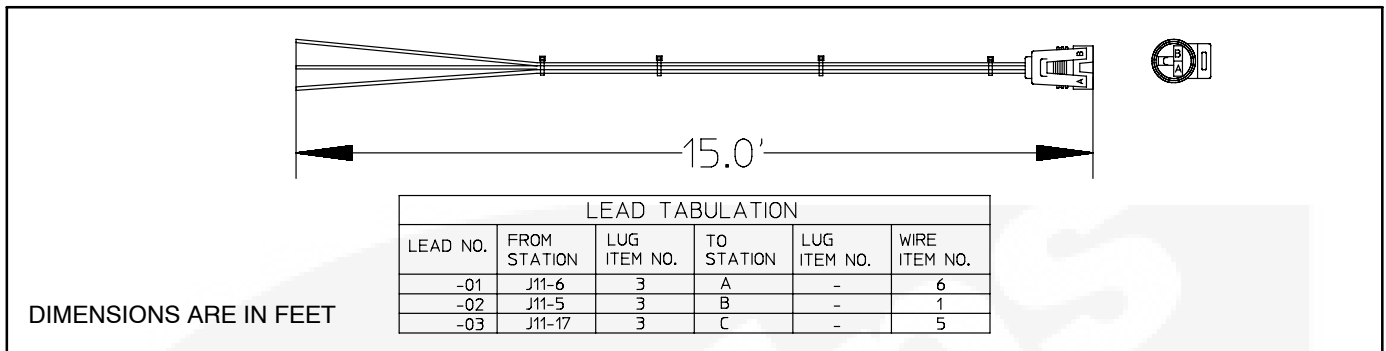 B
A
B
A
15.0'
LEAD TABULATION
LEAD NO. FROM STATION LUG ITEM NO. TO STATION LUG ITEM NO. WIRE ITEM NO.
-01 J11-6 3 A - 6
-02 J11-5 3 B - 1
-03 J11-17 3 C - 5
DIMENSIONS ARE IN FEET